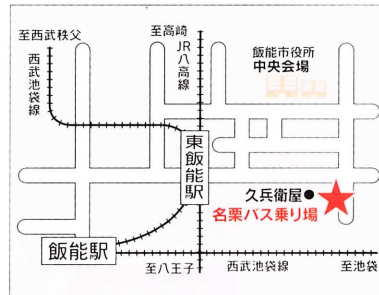 至西武秩父
西武池袋線
至高崎
JR八高線
飯能市役所
中央会場
東飯能駅
久兵衛屋
名栗バス乗り場
飯能駅
至八王子
西武池袋線
至池袋